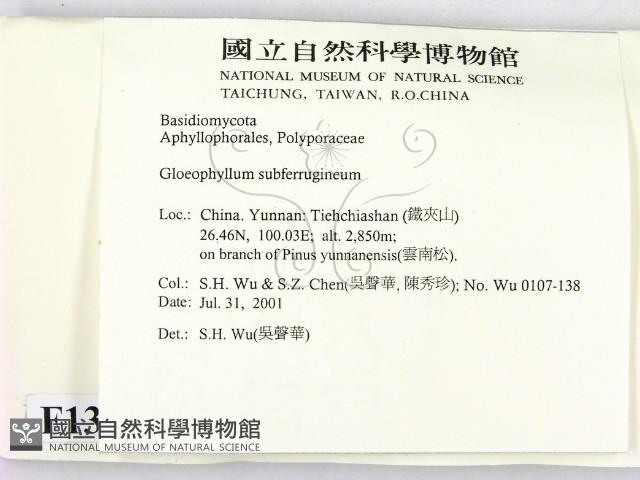 國立自然科學博物館
NATIONAL MUSEUM OF NATURAL SCIENCE
TAICHUNG, TAIWAN, R.O.CHINA
Basidiomycota
Aphyllophorales, Polyporaceae
Gloeophyllum subferrugineum
Loc.: China. Yunnan: Tiehchiashan (鐵夾山)
26.46N, 100.03E; alt. 2,850m;
on branch of Pinus yunnanensis(雲南松).
Col.: S.H. Wu & S.Z. Chen(吳聲華, 陳秀珍); No. Wu 0107-138
Date: Jul. 31, 2001
Det.: S.H. Wu(吳聲華)
F13
國立自然科學博物館
NATIONAL MUSEUM OF NATURAL SCIENCE